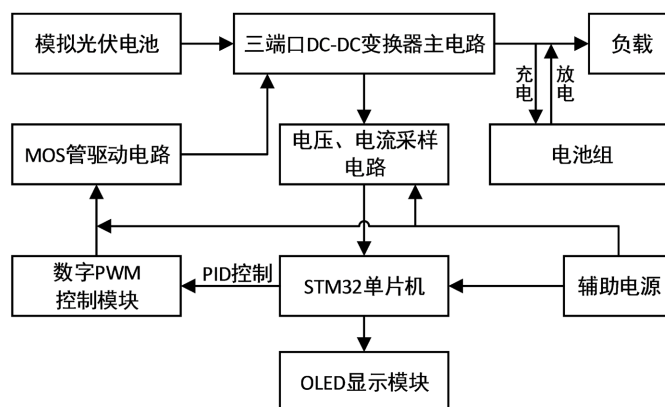 模拟光伏电池
三端口DC-DC变换器主电路
负载
充电
放电
MOS管驱动电路
电压、电流采样
电路
电池组
数字PWM
控制模块
PID控制
STM32单片机
辅助电源
OLED显示模块